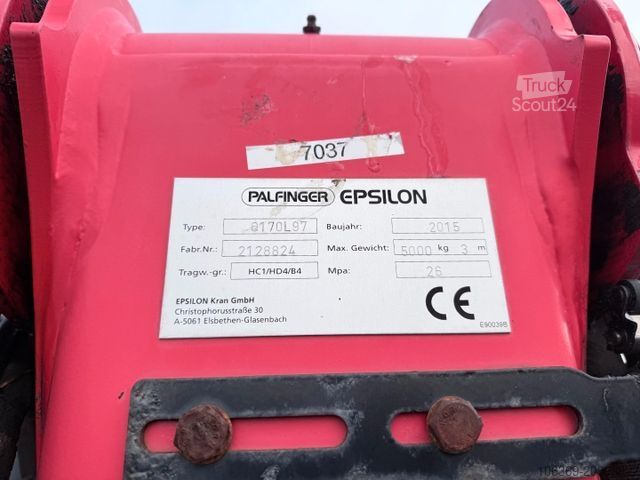 Truck
Scout24
7037
PALFINGER EPSILON
Type: Q170L97 Baujahr: 2015
Fabr.Nr.: 2128824 Max. Gewicht: 5000 kg 3 m
Tragw.-gr.: HC1/HD4/B4 Mpa: 26
EPSILON Kran GmbH
Christophorusstraße 30
A-5061 Elsbethen-Glasenbach
CE
E90039B